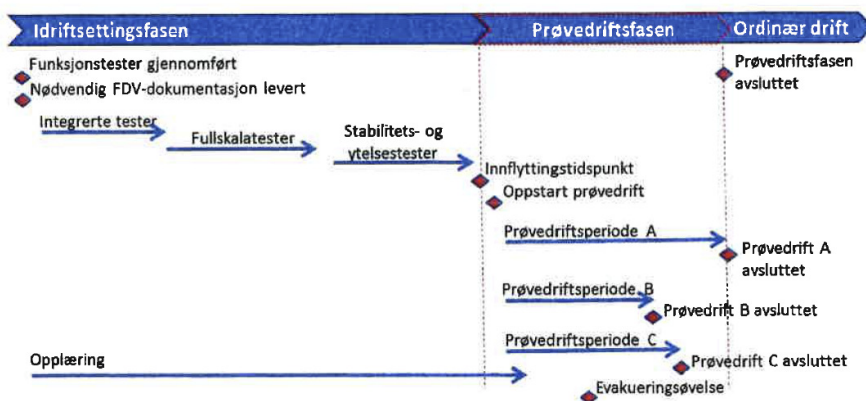 Idriftsettingsfasen
Prøvedriftsfasen
Ordinær drift
Funksjonstester gjennomført
Nødvendig FDV-dokumentasjon levert
Prøvedriftsfasen
avsluttet
Integrerte tester
Fullskalatester
Stabilitets- og
ytelsestester
Innflyttingstidspunkt
Oppstart prøvedrift
Prøvedriftsperiode A
Prøvedrift A
avsluttet
Prøvedriftsperiode B
Prøvedrift B avsluttet
Prøvedriftsperiode C
Prøvedrift C avsluttet
Opplæring
Evakueringsøvelse